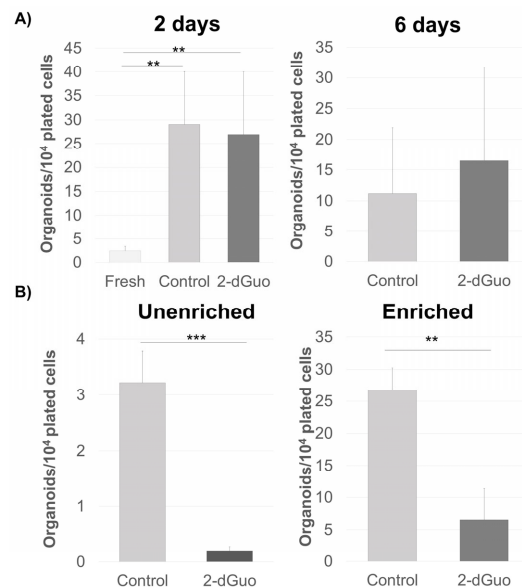 A)
2 days
6 days
Organoids/10⁴ plated cells
45
40
35
30
25
20
15
10
5
0
**
**
Fresh Control 2-dGuo
Organoids/10⁴ plated cells
35
30
25
20
15
10
5
0
Control 2-dGuo
B)
Unenriched
Enriched
Organoids/10⁴ plated cells
4
3
2
1
0
***
Control 2-dGuo
Organoids/10⁴ plated cells
35
30
25
20
15
10
5
0
**
Control 2-dGuo